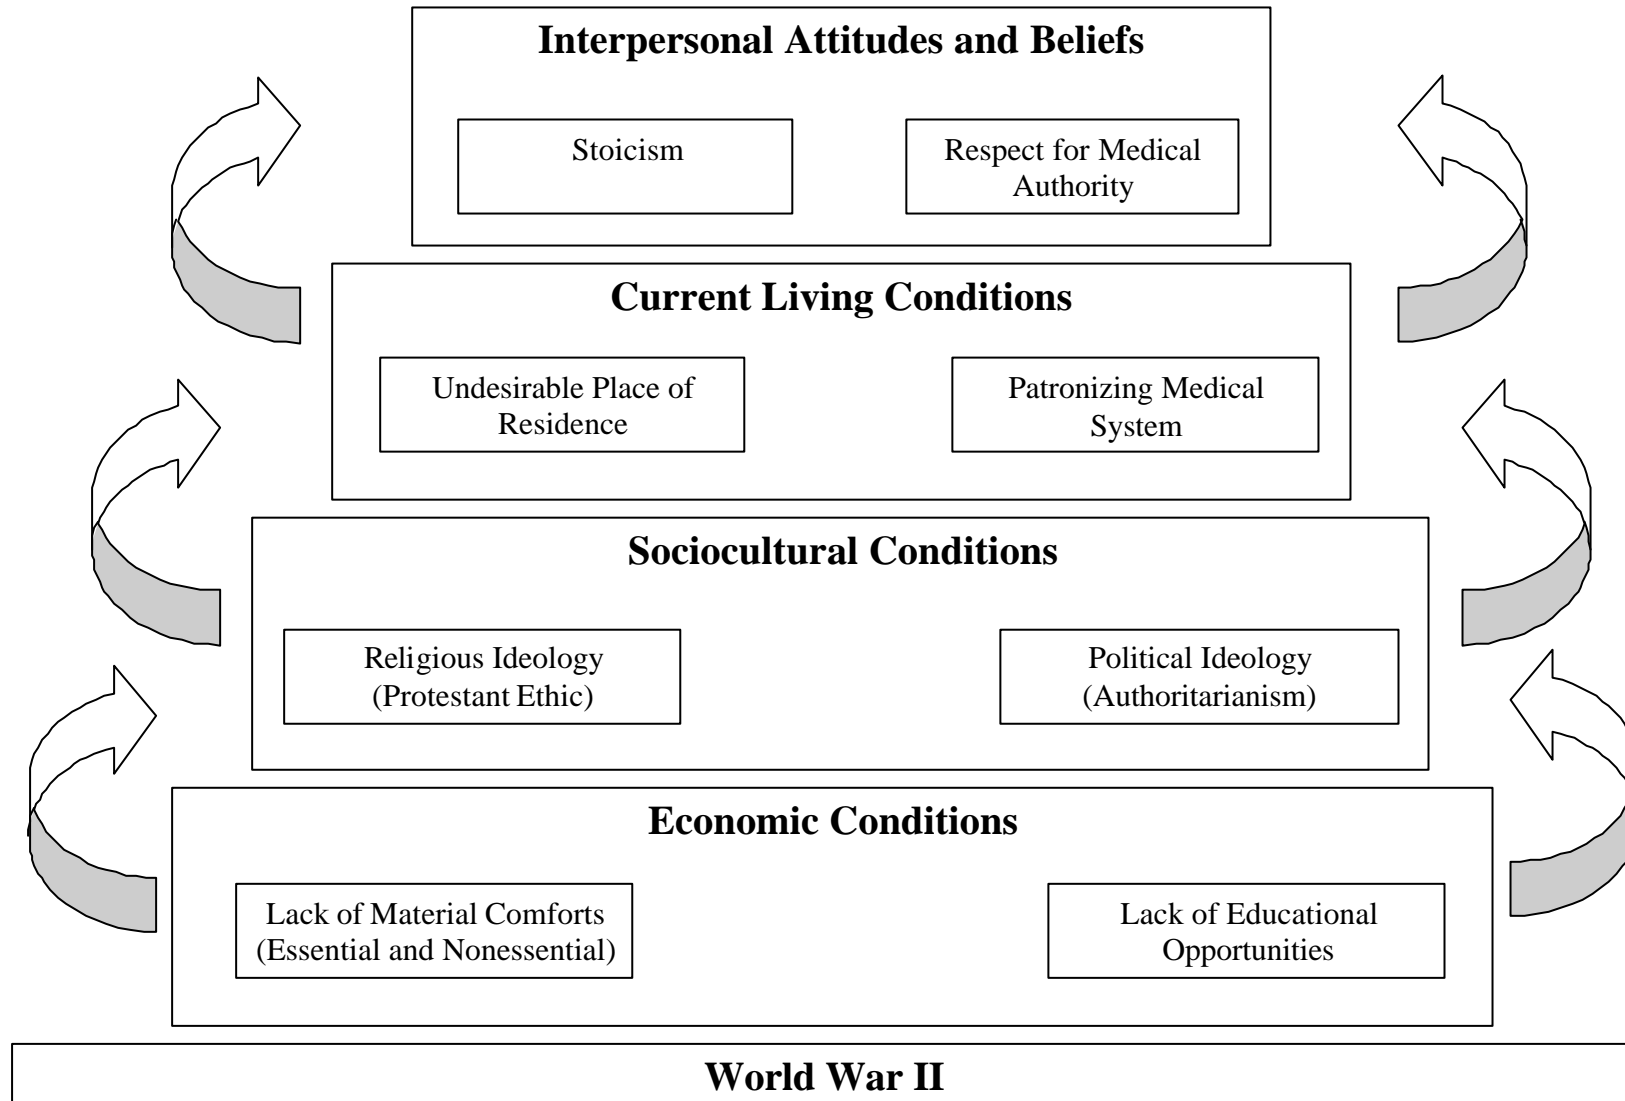 Interpersonal Attitudes and Beliefs
Stoicism
Respect for Medical
Authority
Current Living Conditions
Undesirable Place of
Residence
Patronizing Medical
System
Sociocultural Conditions
Religious Ideology
(Protestant Ethic)
Political Ideology
(Authoritarianism)
Economic Conditions
Lack of Material Comforts
(Essential and Nonessential)
Lack of Educational
Opportunities
World War II